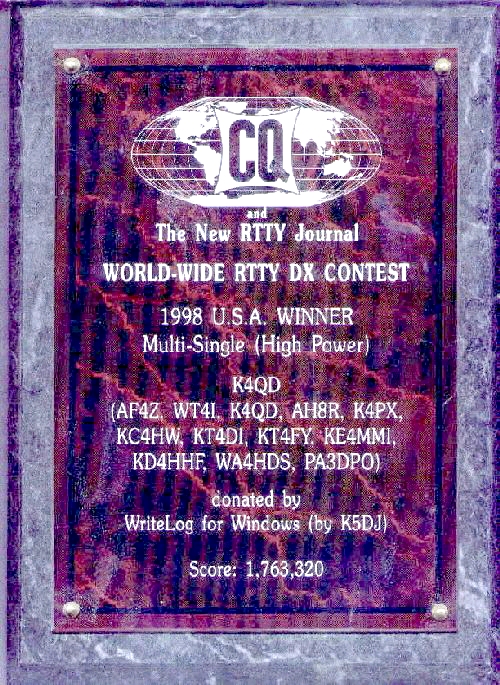 CQ
and
The New RTTY Journal
WORLD-WIDE RTTY DX CONTEST
1998 U.S.A. WINNER
Multi-Single (High Power)
K4QD
(AF4Z, WT4I, K4QD, AH8R, K4PX,
KC4HW, KT4DI, KT4FY, KE4MMI,
KD4HHF, WA4HDS, PA3DPO)
donated by
WriteLog for Windows (by K5DJ)
Score: 1,763,320